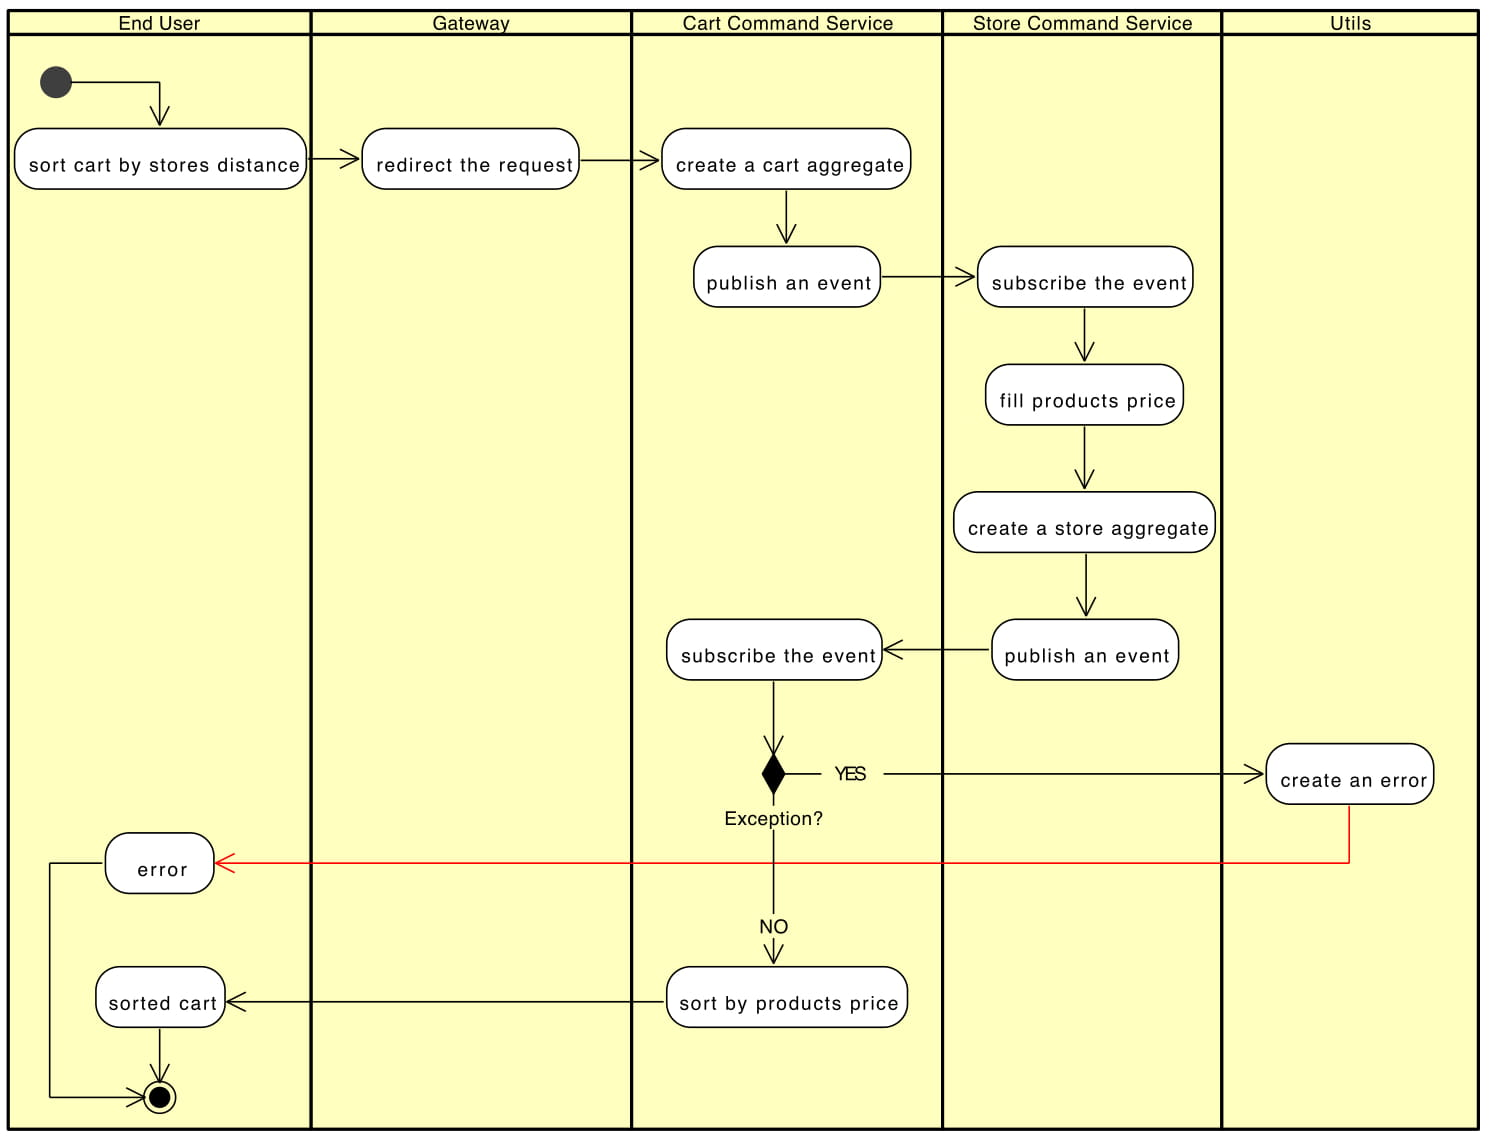 End User
Gateway
Cart Command Service
Store Command Service
Utils
sort cart by stores distance
redirect the request
create a cart aggregate
publish an event
subscribe the event
fill products price
create a store aggregate
subscribe the event
publish an event
YES
create an error
Exception?
error
NO
sorted cart
sort by products price